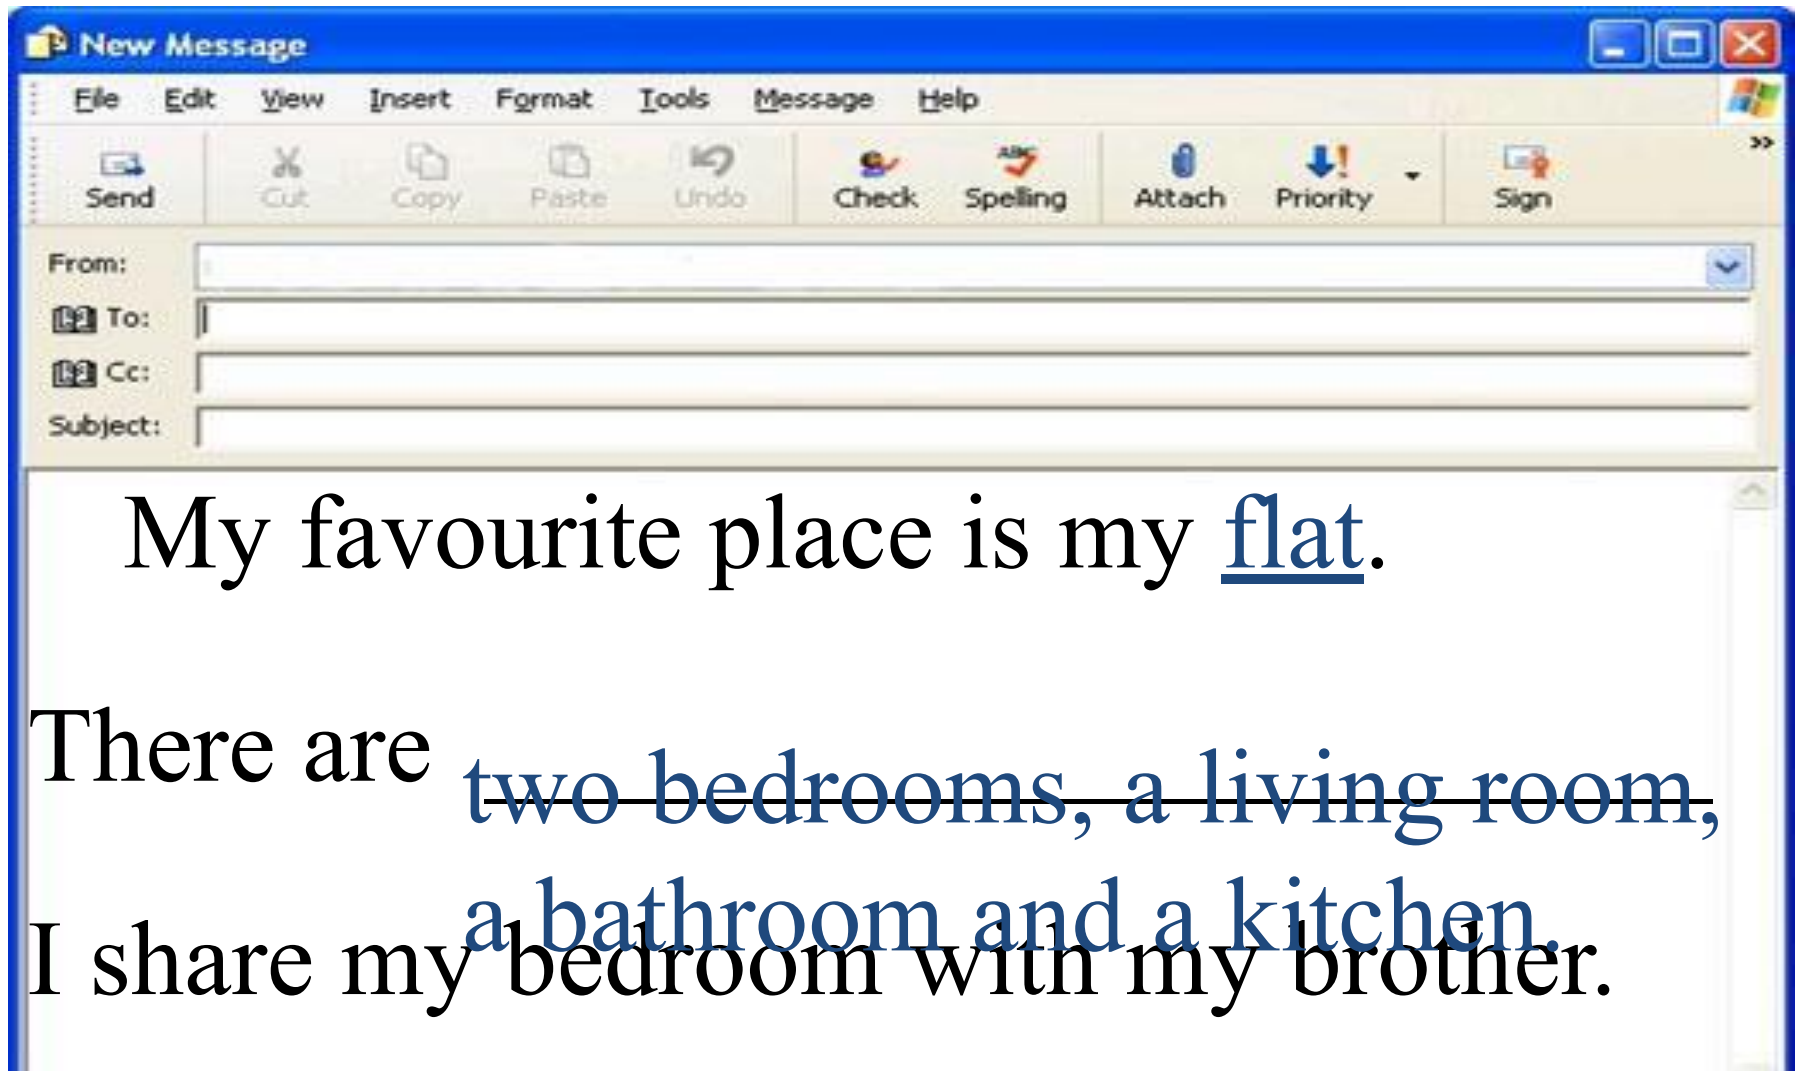 New Message
File Edit View Insert Format Tools Message Help
Send Cut Copy Paste Undo Check Spelling Attach Priority Sign
From:
To:
Cc:
Subject:
My favourite place is my flat.
There are two bedrooms, a living room,
a bathroom and a kitchen.
I share my bedroom with my brother.